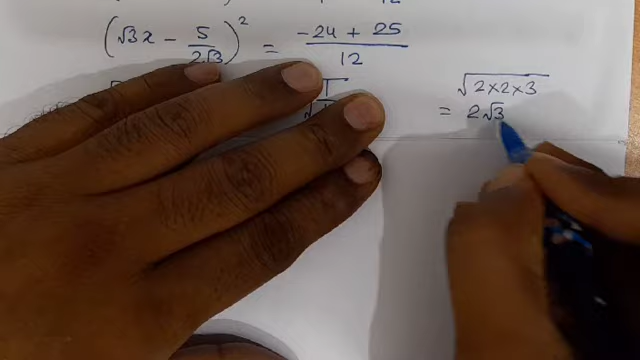 (√3x - 5/2√3)² = -24 + 25/12
√2×2×3
= 2√3